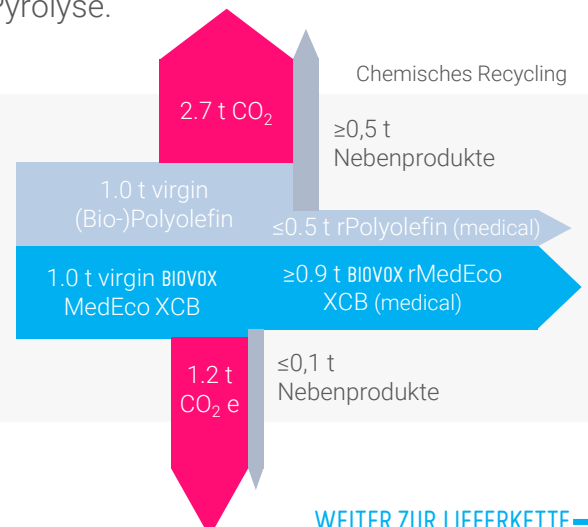 Pyrolyse.
Chemisches Recycling
2.7 t CO₂
≥0,5 t
Nebenprodukte
1.0 t virgin
(Bio-)Polyolefin
≤0.5 t rPolyolefin (medical)
1.0 t virgin BIOVOX
MedEco XCB
≥0.9 t BIOVOX rMedEco
XCB (medical)
1.2 t
CO₂ e
≤0,1 t
Nebenprodukte
WEITER ZUR LIEFERKETTE